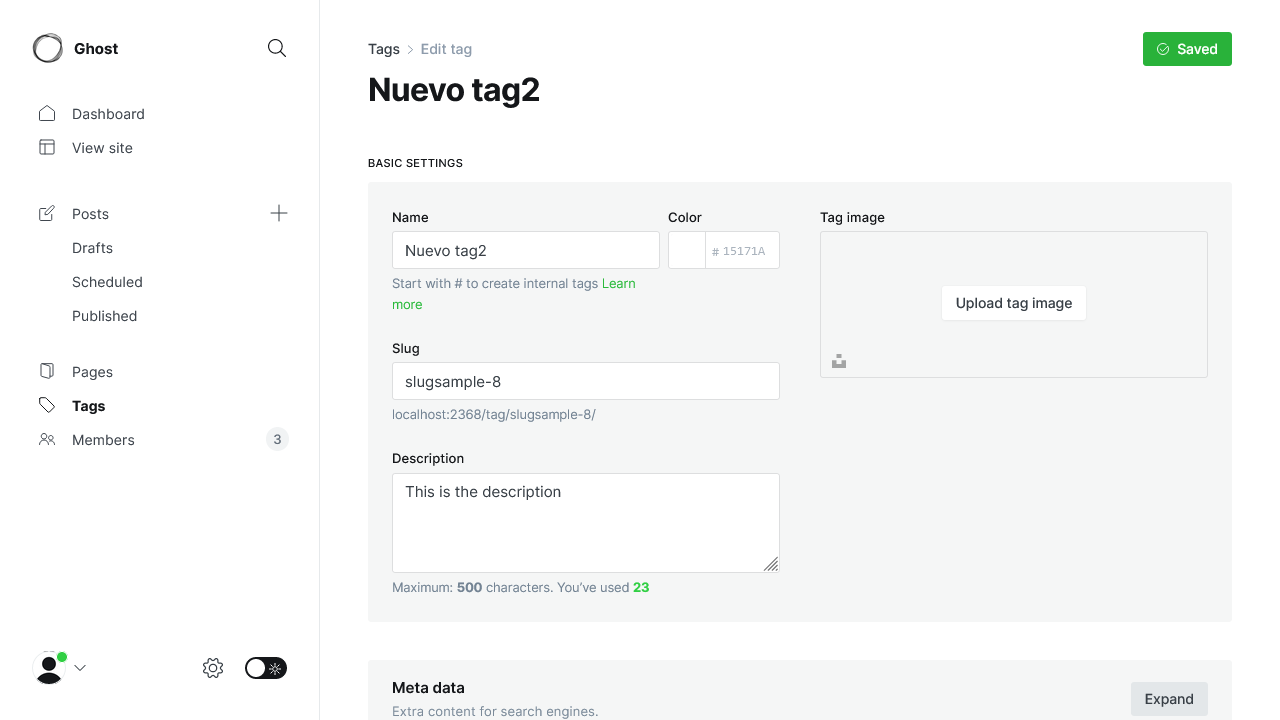 Ghost
Dashboard
View site
Posts
Drafts
Scheduled
Published
Pages
Tags
Members
3
Tags
Edit tag
Saved
Nuevo tag2
BASIC SETTINGS
Name
Nuevo tag2
Start with # to create internal tags Learn
more
Color
# 15171A
Slug
slugsample-8
localhost:2368/tag/slugsample-8/
Description
This is the description
Maximum: 500 characters. You’ve used 23
Tag image
Upload tag image
Meta data
Extra content for search engines.
Expand